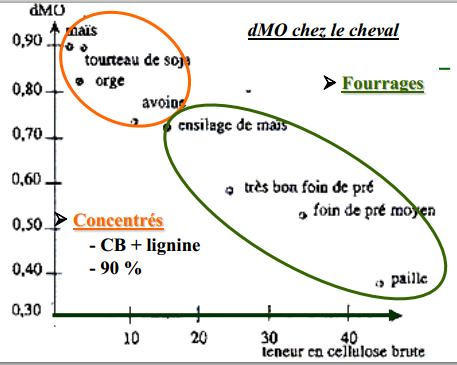 dMO
dMO chez le cheval
maïs
0,90
tourteau de soja
orge
Fourrages
0,80
avoine
ensilage de maïs
0,70
0,60
très bon foin de pré
foin de pré moyen
Concentrés
0,50
- CB + lignine
- 90 %
0,40
paille
0,30
10 20 30 40
teneur en cellulose brute